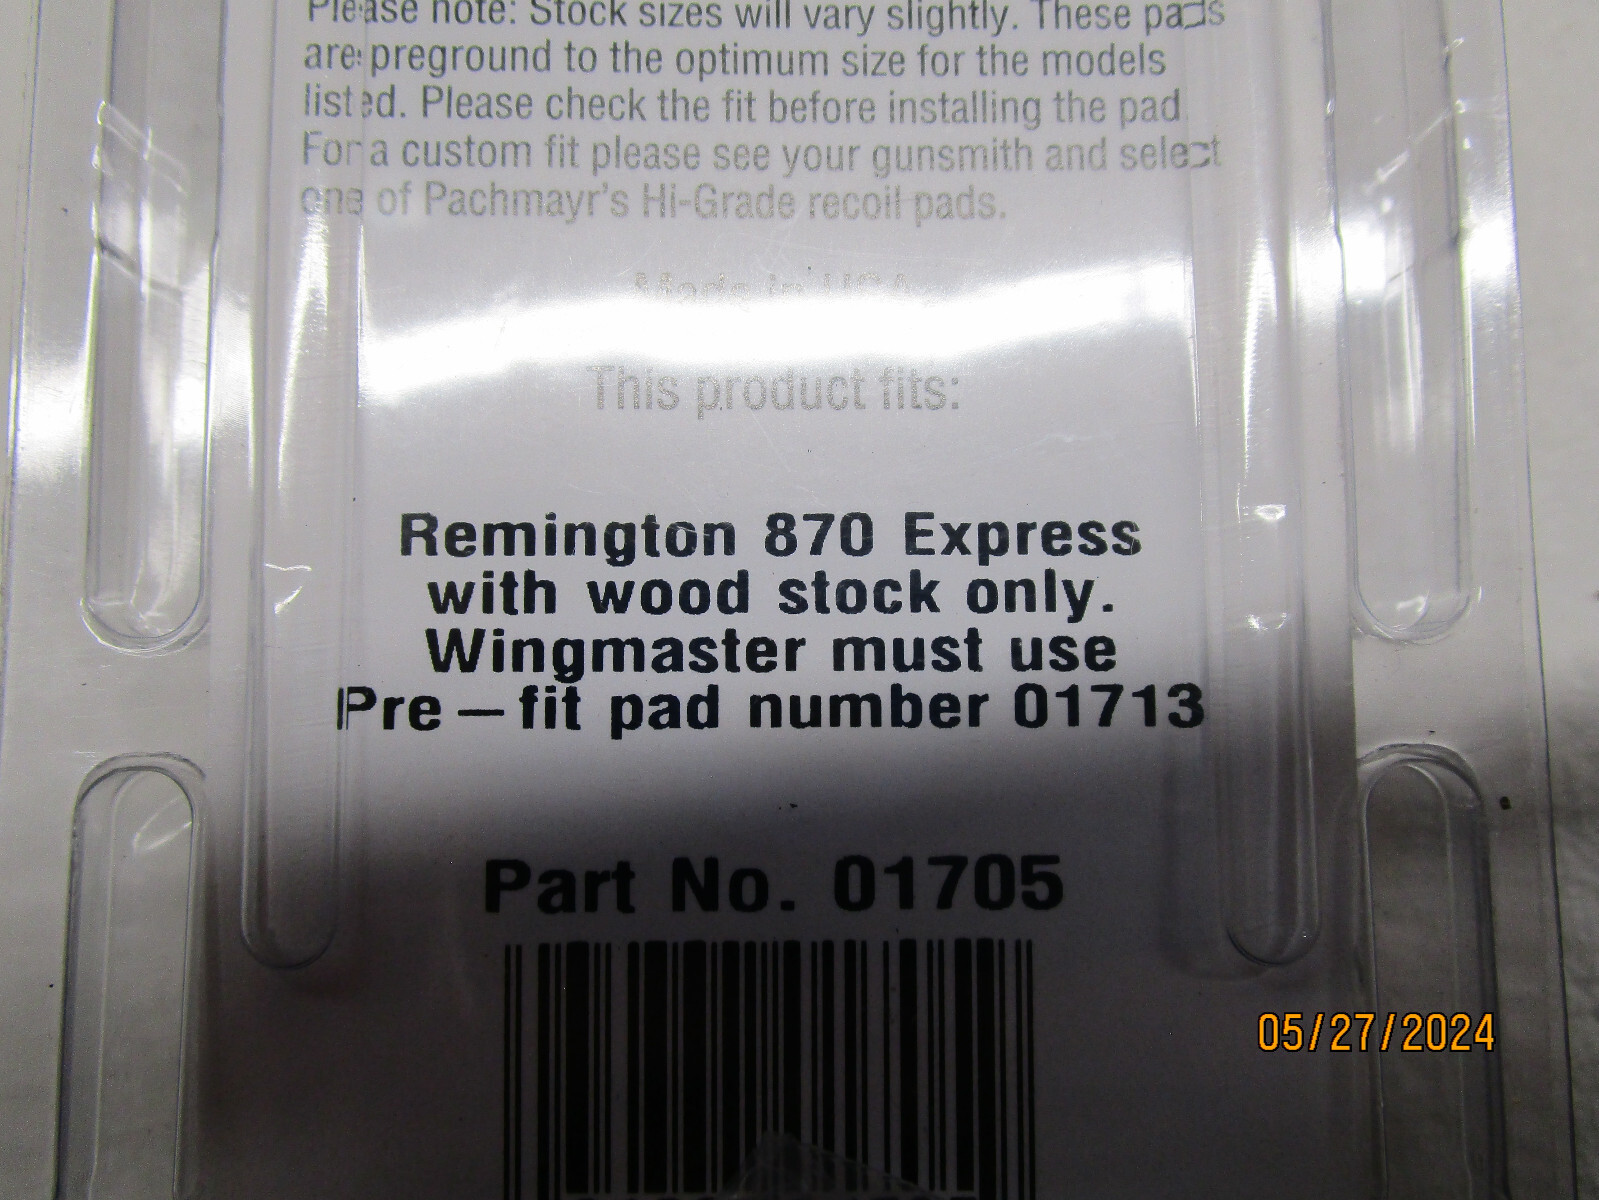 Please note: Stock sizes will vary slightly. These pads
are preground to the optimum size for the models
listed. Please check the fit before installing the pad.
For a custom fit please see your gunsmith and select
one of Pachmayr's Hi-Grade recoil pads.
Made in USA
This product fits:
Remington 870 Express
with wood stock only.
Wingmaster must use
Pre-fit pad number 01713
Part No. 01705
05/27/2024